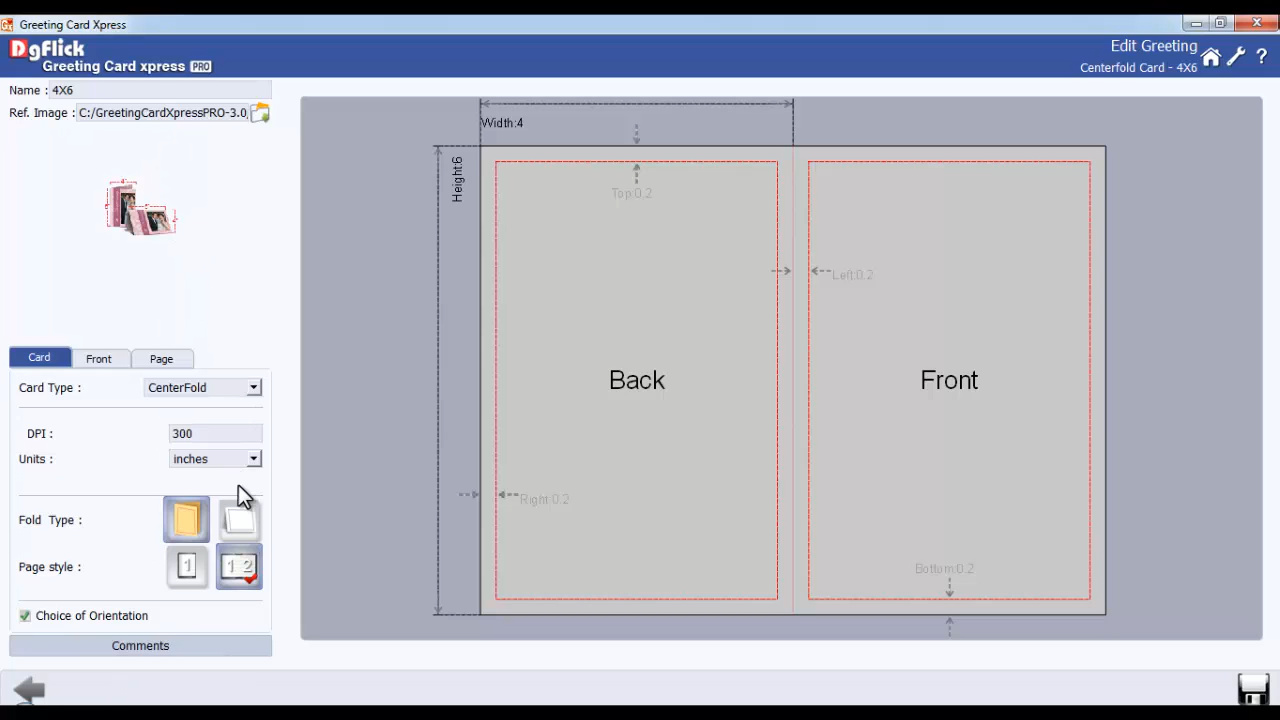 Greeting Card Xpress
DgFlick
Greeting Card xpress PRO
Edit Greeting
Centerfold Card - 4X6
?
Name : 4X6
Ref. Image : C:/GreetingCardXpressPRO-3.0,
Card Front Page
Card Type : CenterFold
DPI : 300
Units : inches
Fold Type :
Page style : 1 1 2
Choice of Orientation
Comments
Width:4
Height:6
Top:0.2
Left:0.2
Back
Front
Right:0.2
Bottom:0.2